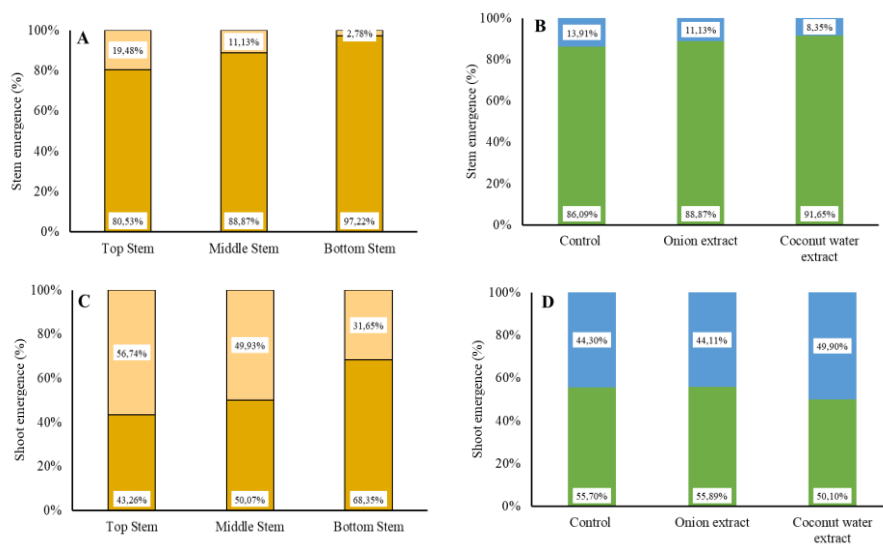 A
Stem emergence (%)
100%
80%
60%
40%
20%
0%
19,48%
11,13%
2,78%
80,53%
88,87%
97,22%
Top Stem
Middle Stem
Bottom Stem
B
Stem emergence (%)
100%
80%
60%
40%
20%
0%
13,91%
11,13%
8,35%
86,09%
88,87%
91,65%
Control
Onion extract
Coconut water
extract
C
Shoot emergence (%)
100%
80%
60%
40%
20%
0%
56,74%
49,93%
31,65%
43,26%
50,07%
68,35%
Top Stem
Middle Stem
Bottom Stem
D
Shoot emergence (%)
100%
80%
60%
40%
20%
0%
44,30%
44,11%
49,90%
55,70%
55,89%
50,10%
Control
Onion extract
Coconut water
extract